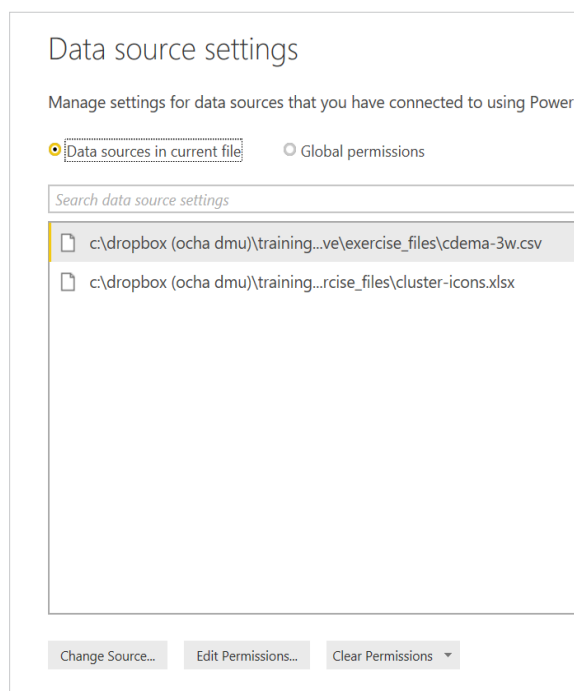 Data source settings
Manage settings for data sources that you have connected to using Power
Data sources in current file
Global permissions
Search data source settings
c:\dropbox (ocha dmu)\training...ve\exercise_files\cdema-3w.csv
c:\dropbox (ocha dmu)\training...rcise_files\cluster-icons.xlsx
Change Source... Edit Permissions... Clear Permissions